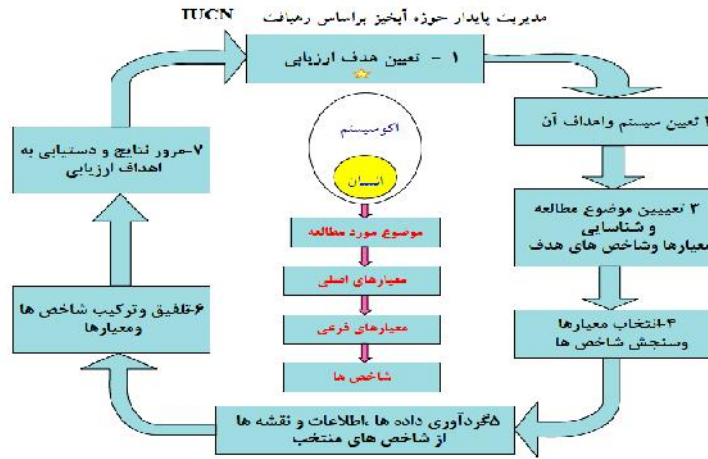 مدیریت پایدار حوزه آبخیز براساس رهیافت IUCN
۱ - تعیین هدف ارزیابی
۲ تعیین سیستم واهداف آن
۳ تعییین موضوع مطالعه
و شناسایی
معیارها وشاخص های هدف
۴-انتخاب معیارها
وسنجش شاخص ها
۵گردآوری داده ها ،اطلاعات و نقشه ها
از شاخص های منتخب
۶-تلفیق وترکیب شاخص ها
ومعیارها
۷-مرور نتایج و دستیابی به
اهداف ارزیابی
اکوسیستم
انسان
موضوع مورد مطالعه
معیارهای اصلی
معیارهای فرعی
شاخص ها